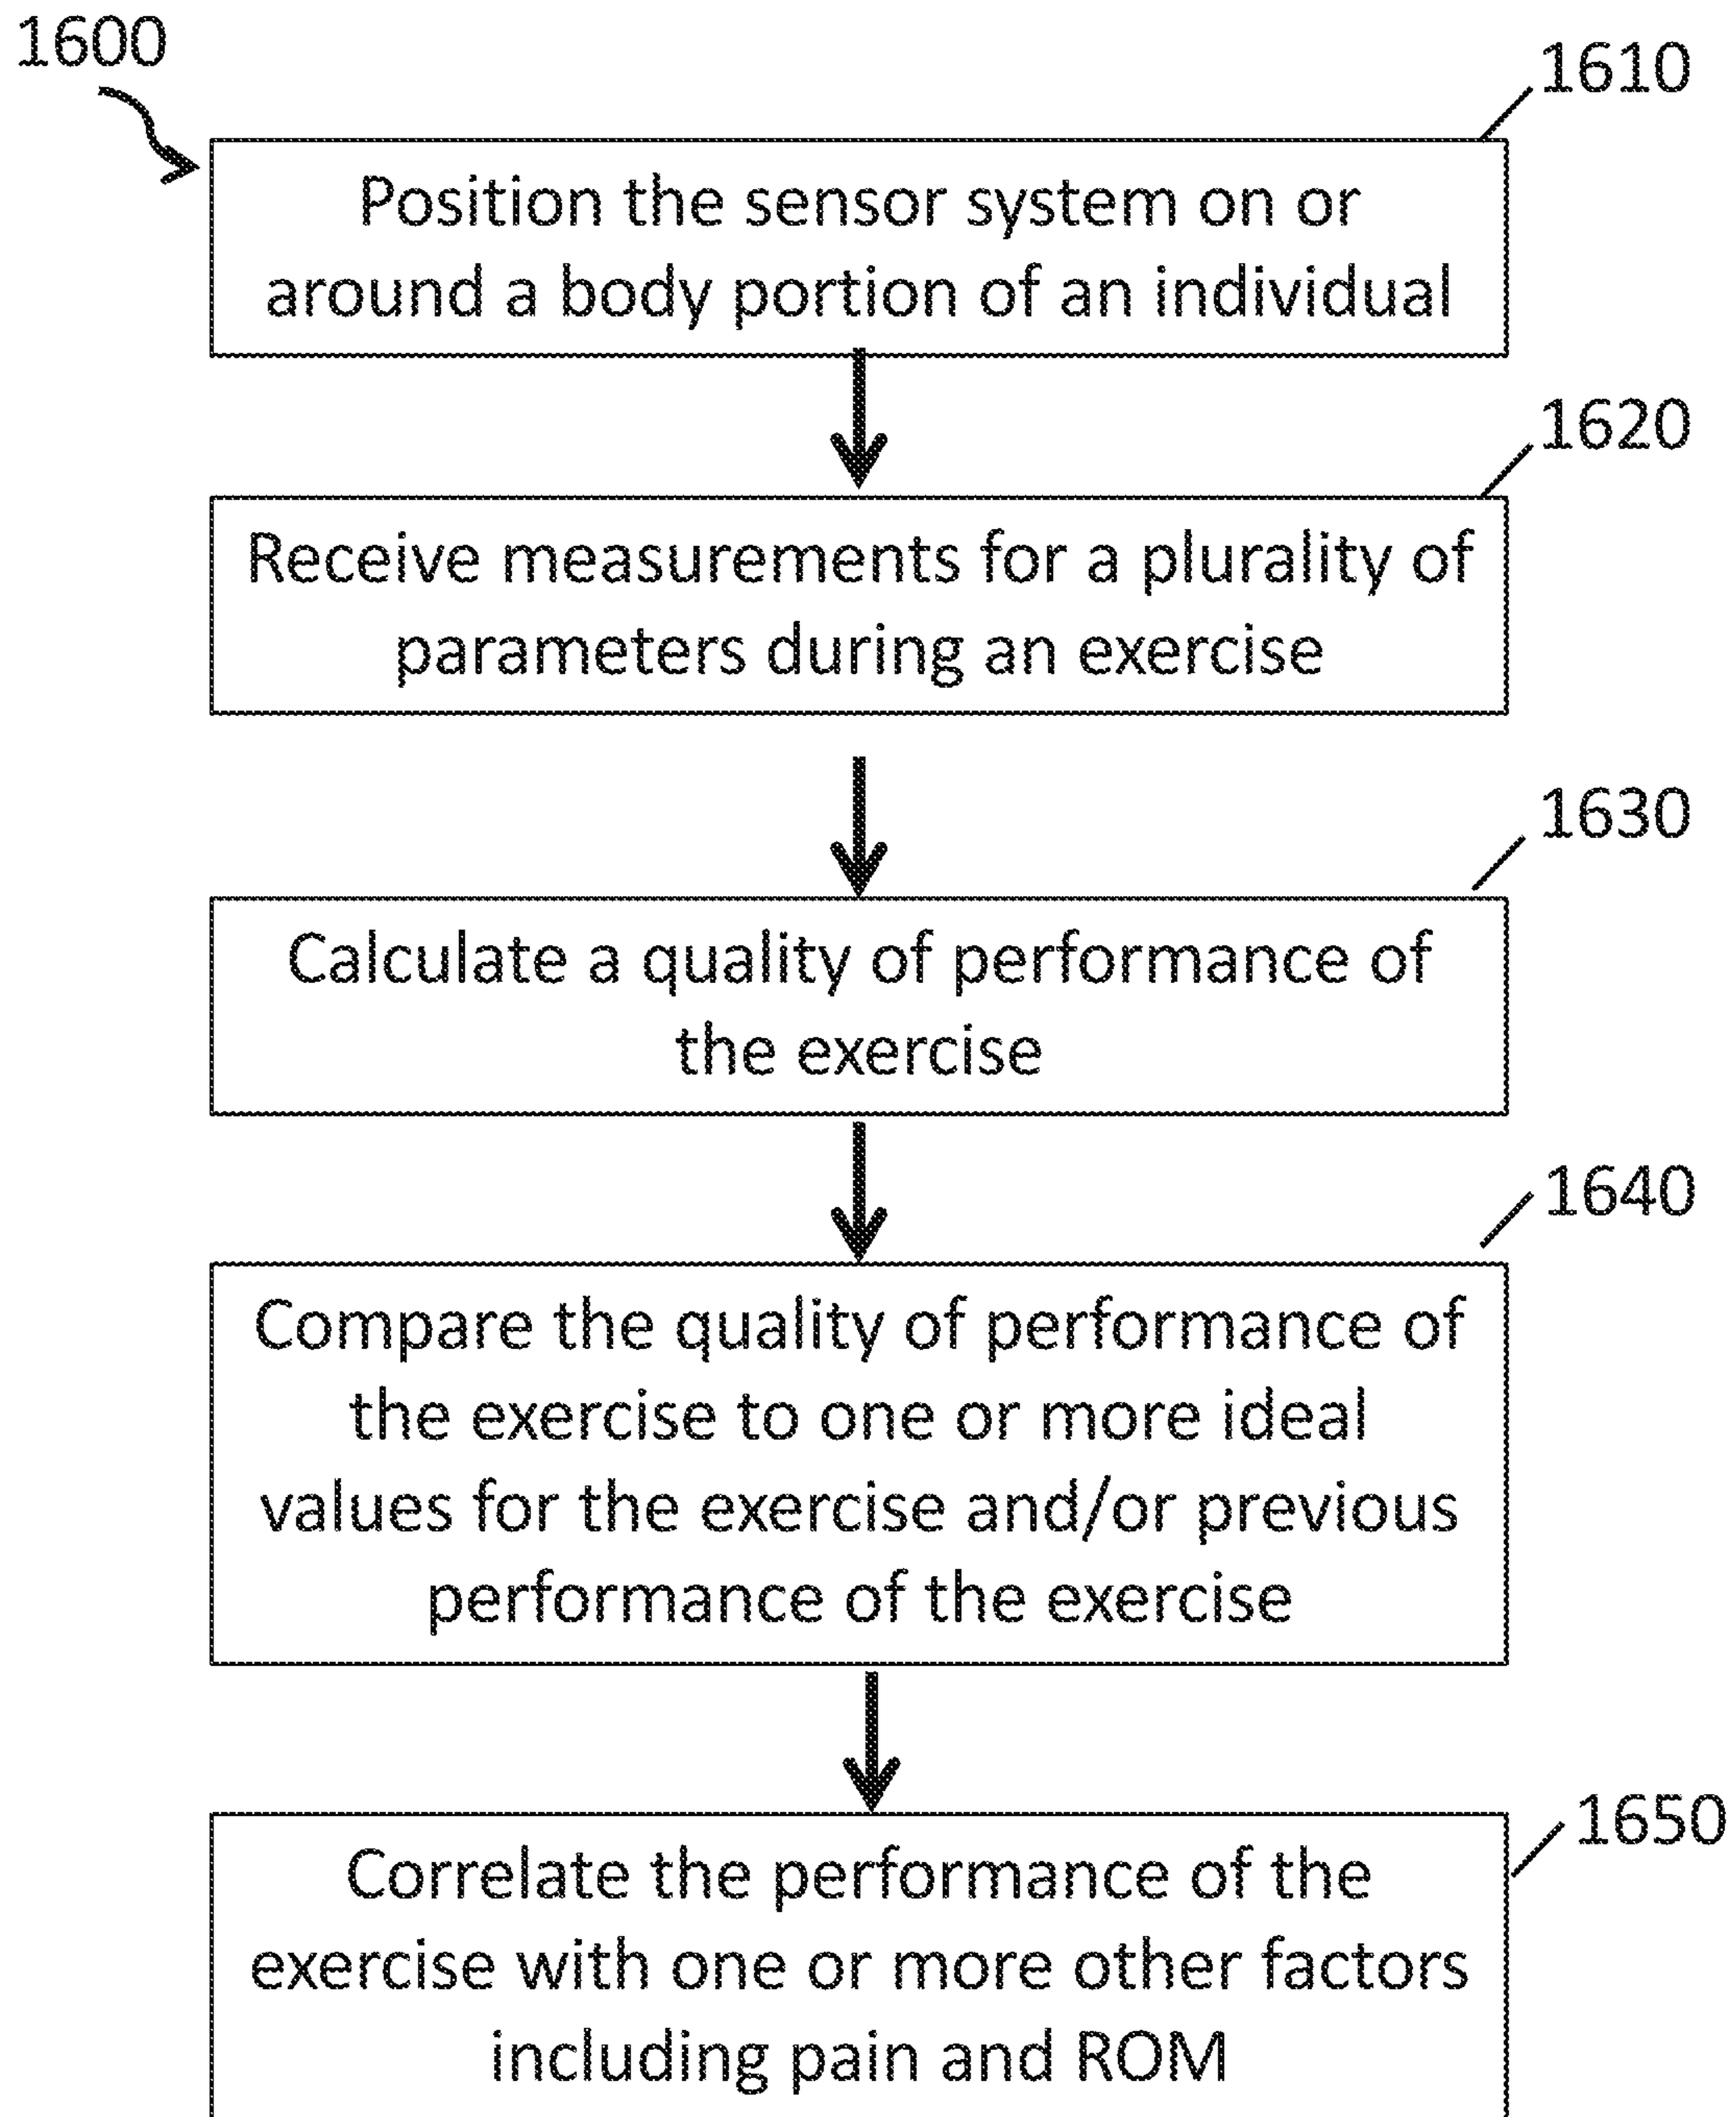 1600
1610
Position the sensor system on or
around a body portion of an individual
1620
Receive measurements for a plurality of
parameters during an exercise
1630
Calculate a quality of performance of
the exercise
1640
Compare the quality of performance of
the exercise to one or more ideal
values for the exercise and/or previous
performance of the exercise
1650
Correlate the performance of the
exercise with one or more other factors
including pain and ROM